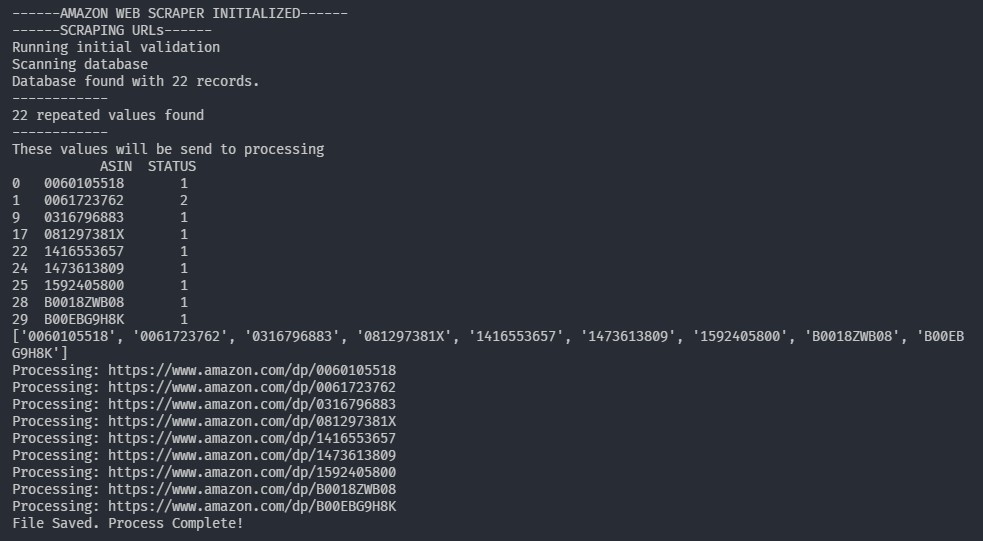 ------AMAZON WEB SCRAPER INITIALIZED------
------SCRAPING URLs------
Running initial validation
Scanning database
Database found with 22 records.
------------
22 repeated values found
------------
These values will be send to processing
           ASIN  STATUS
0   0060105518       1
1   0061723762       2
9   0316796883       1
17  081297381X       1
22  1416553657       1
24  1473613809       1
25  1592405800       1
28  B0018ZWB08       1
29  B00EBG9H8K       1
['0060105518', '0061723762', '0316796883', '081297381X', '1416553657', '1473613809', '1592405800', 'B0018ZWB08', 'B00EB
G9H8K']
Processing: https://www.amazon.com/dp/0060105518
Processing: https://www.amazon.com/dp/0061723762
Processing: https://www.amazon.com/dp/0316796883
Processing: https://www.amazon.com/dp/081297381X
Processing: https://www.amazon.com/dp/1416553657
Processing: https://www.amazon.com/dp/1473613809
Processing: https://www.amazon.com/dp/1592405800
Processing: https://www.amazon.com/dp/B0018ZWB08
Processing: https://www.amazon.com/dp/B00EBG9H8K
File Saved. Process Complete!